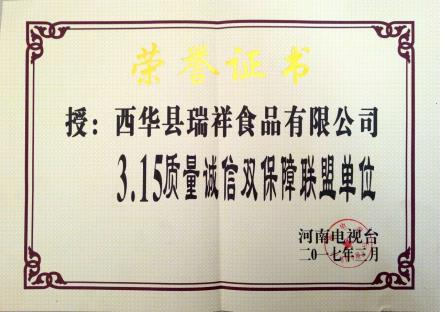 荣誉证书
授：西华县瑞祥食品有限公司
3.15质量诚信双保障联盟单位
河南电视台
二〇一七年三月